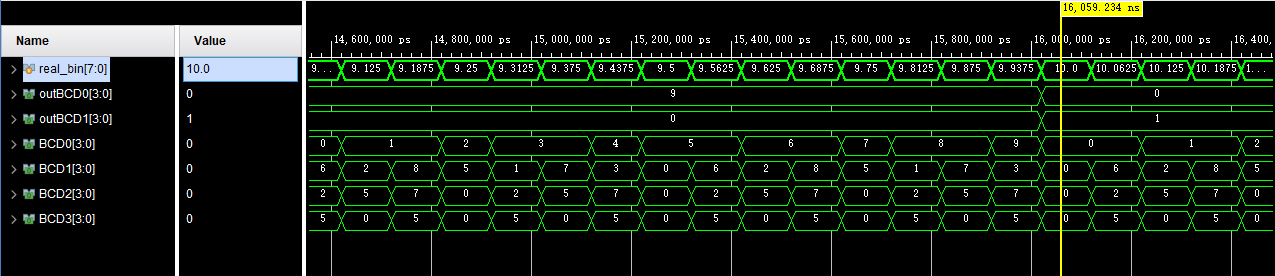 16,059.234 ns
Name Value 14,600,000 ps 14,800,000 ps 15,000,000 ps 15,200,000 ps 15,400,000 ps 15,600,000 ps 15,800,000 ps 16,000,000 ps 16,200,000 ps 16,400,
real_bin[7:0] 10.0 9... 9.125 9.1875 9.25 9.3125 9.375 9.4375 9.5 9.5625 9.625 9.6875 9.75 9.8125 9.875 9.9375 10.0 10.0625 10.125 10.1875 1...
outBCD0[3:0] 0 9 0
outBCD1[3:0] 1 0 1
BCD0[3:0] 0 0 1 2 3 4 5 6 7 8 9 0 1 2
BCD1[3:0] 0 6 2 8 5 1 7 3 0 6 2 8 5 1 7 3 0 6 2 8 5
BCD2[3:0] 0 2 5 7 0 2 5 7 0 2 5 7 0 2 5 7 0 2 5 7 0
BCD3[3:0] 0 5 0 5 0 5 0 5 0 5 0 5 0 5 0 5 0 5 0 5 0